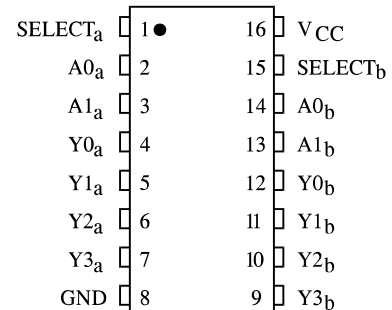 SELECTa 1 16 VCC
A0a 2 15 SELECTb
A1a 3 14 A0b
Y0a 4 13 A1b
Y1a 5 12 Y0b
Y2a 6 11 Y1b
Y3a 7 10 Y2b
GND 8 9 Y3b